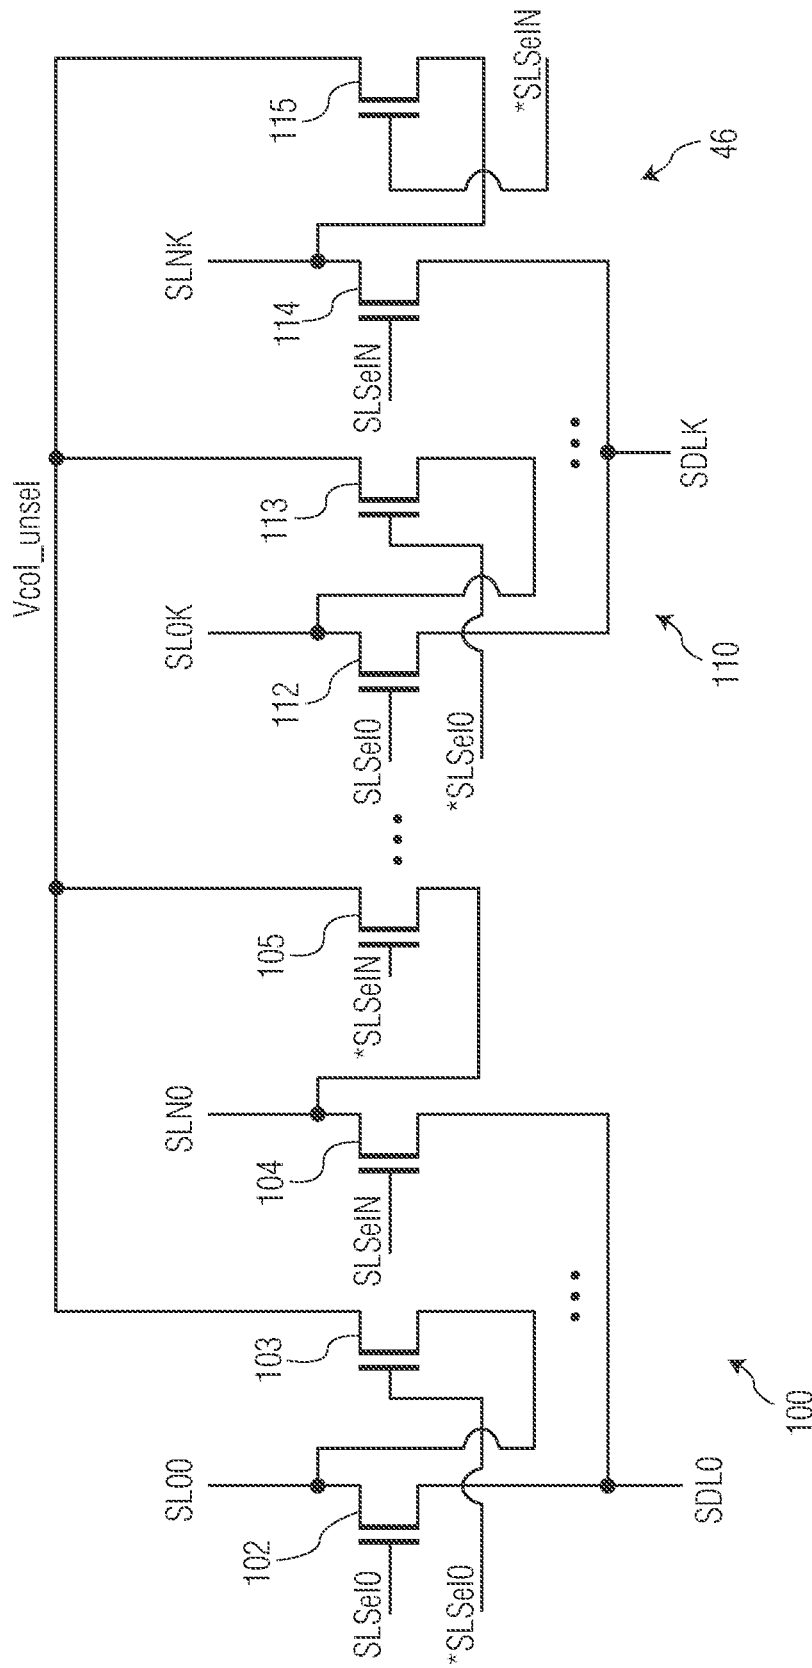 Vcol_unsel
SL00
SLN0
SL0K
SLNK
102
103
104
105
112
113
114
115
SLSel0
*SLSel0
SLSelN
*SLSelN
SLSel0
*SLSel0
SLSelN
*SLSelN
SDL0
SDLK
100
110
46